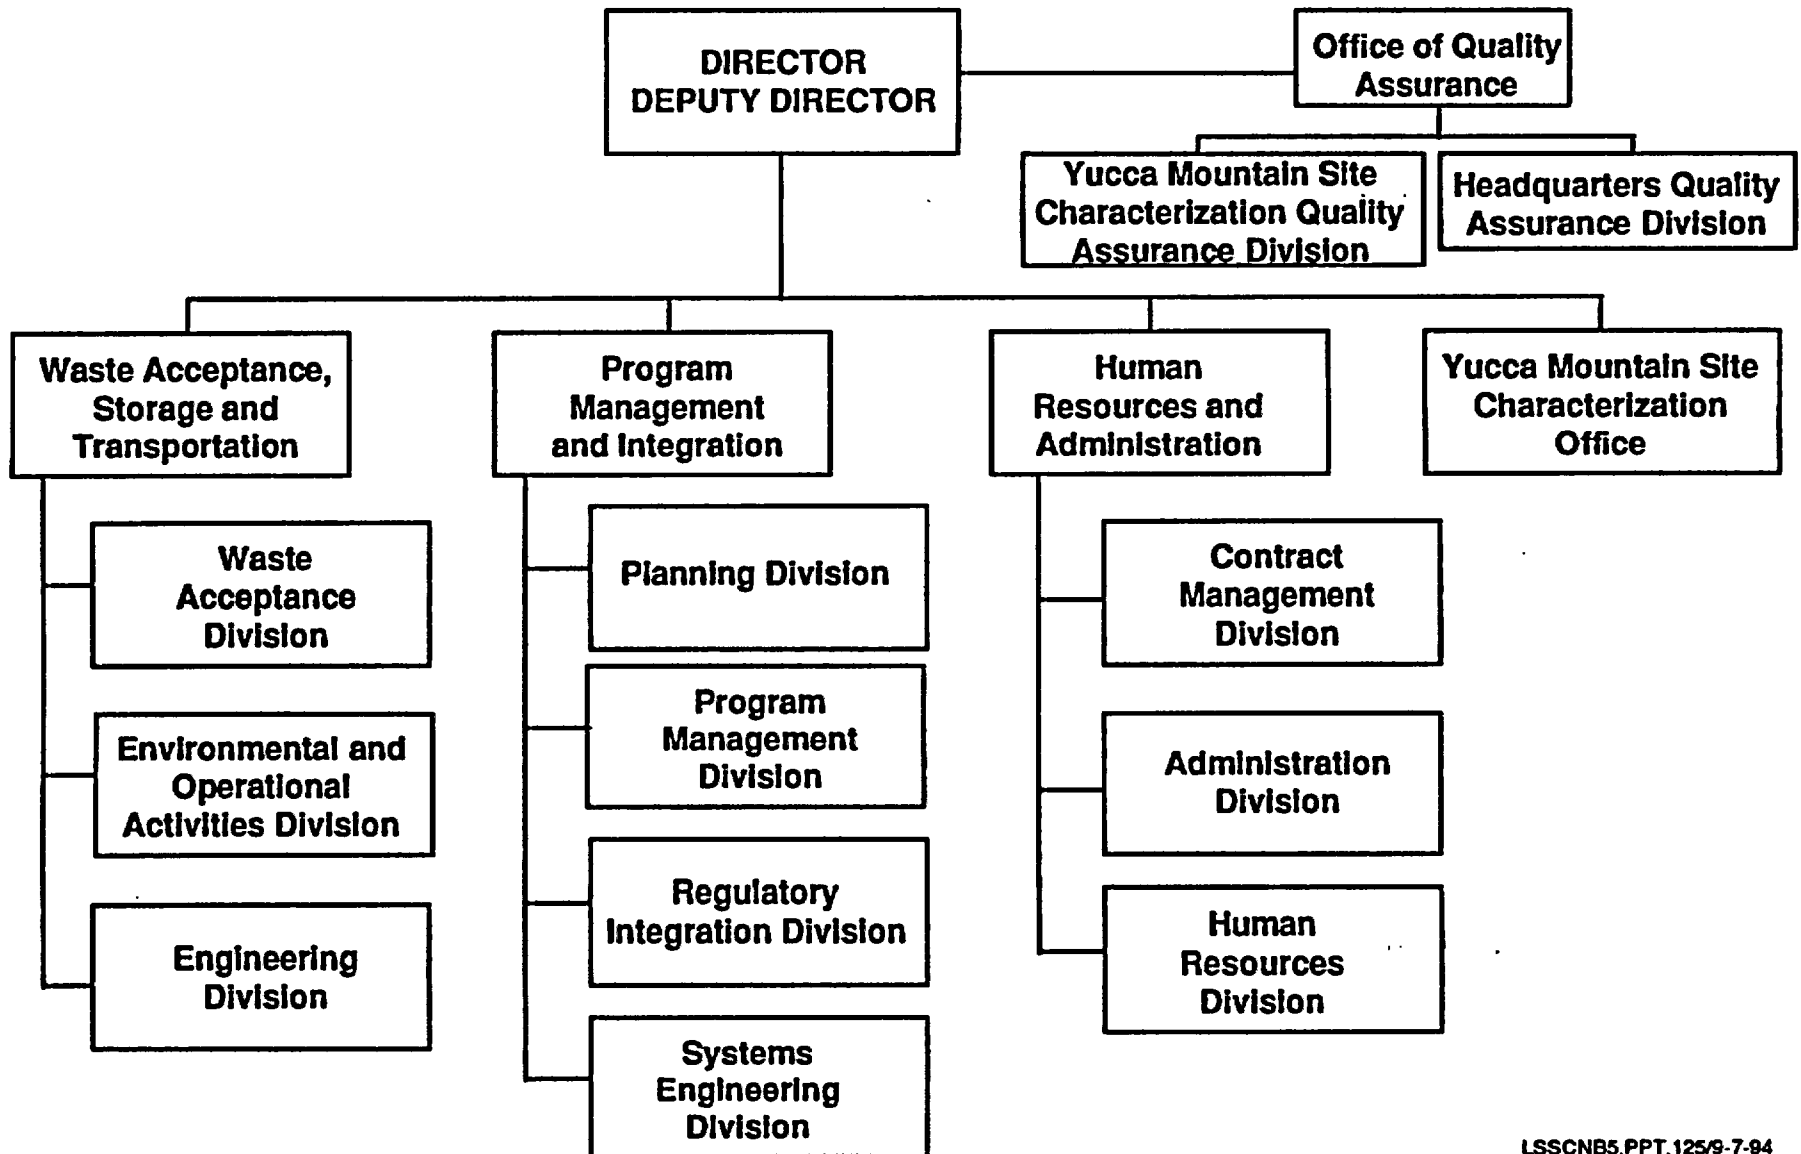 DIRECTOR
DEPUTY DIRECTOR
Office of Quality
Assurance
Yucca Mountain Site
Characterization Quality
Assurance Division
Headquarters Quality
Assurance Division
Waste Acceptance,
Storage and
Transportation
Program
Management
and Integration
Human
Resources and
Administration
Yucca Mountain Site
Characterization
Office
Waste
Acceptance
Division
Environmental and
Operational
Activities Division
Engineering
Division
Planning Division
Program
Management
Division
Regulatory
Integration Division
Systems
Engineering
Division
Contract
Management
Division
Administration
Division
Human
Resources
Division
LSSCNB5.PPT.125/9-7-94